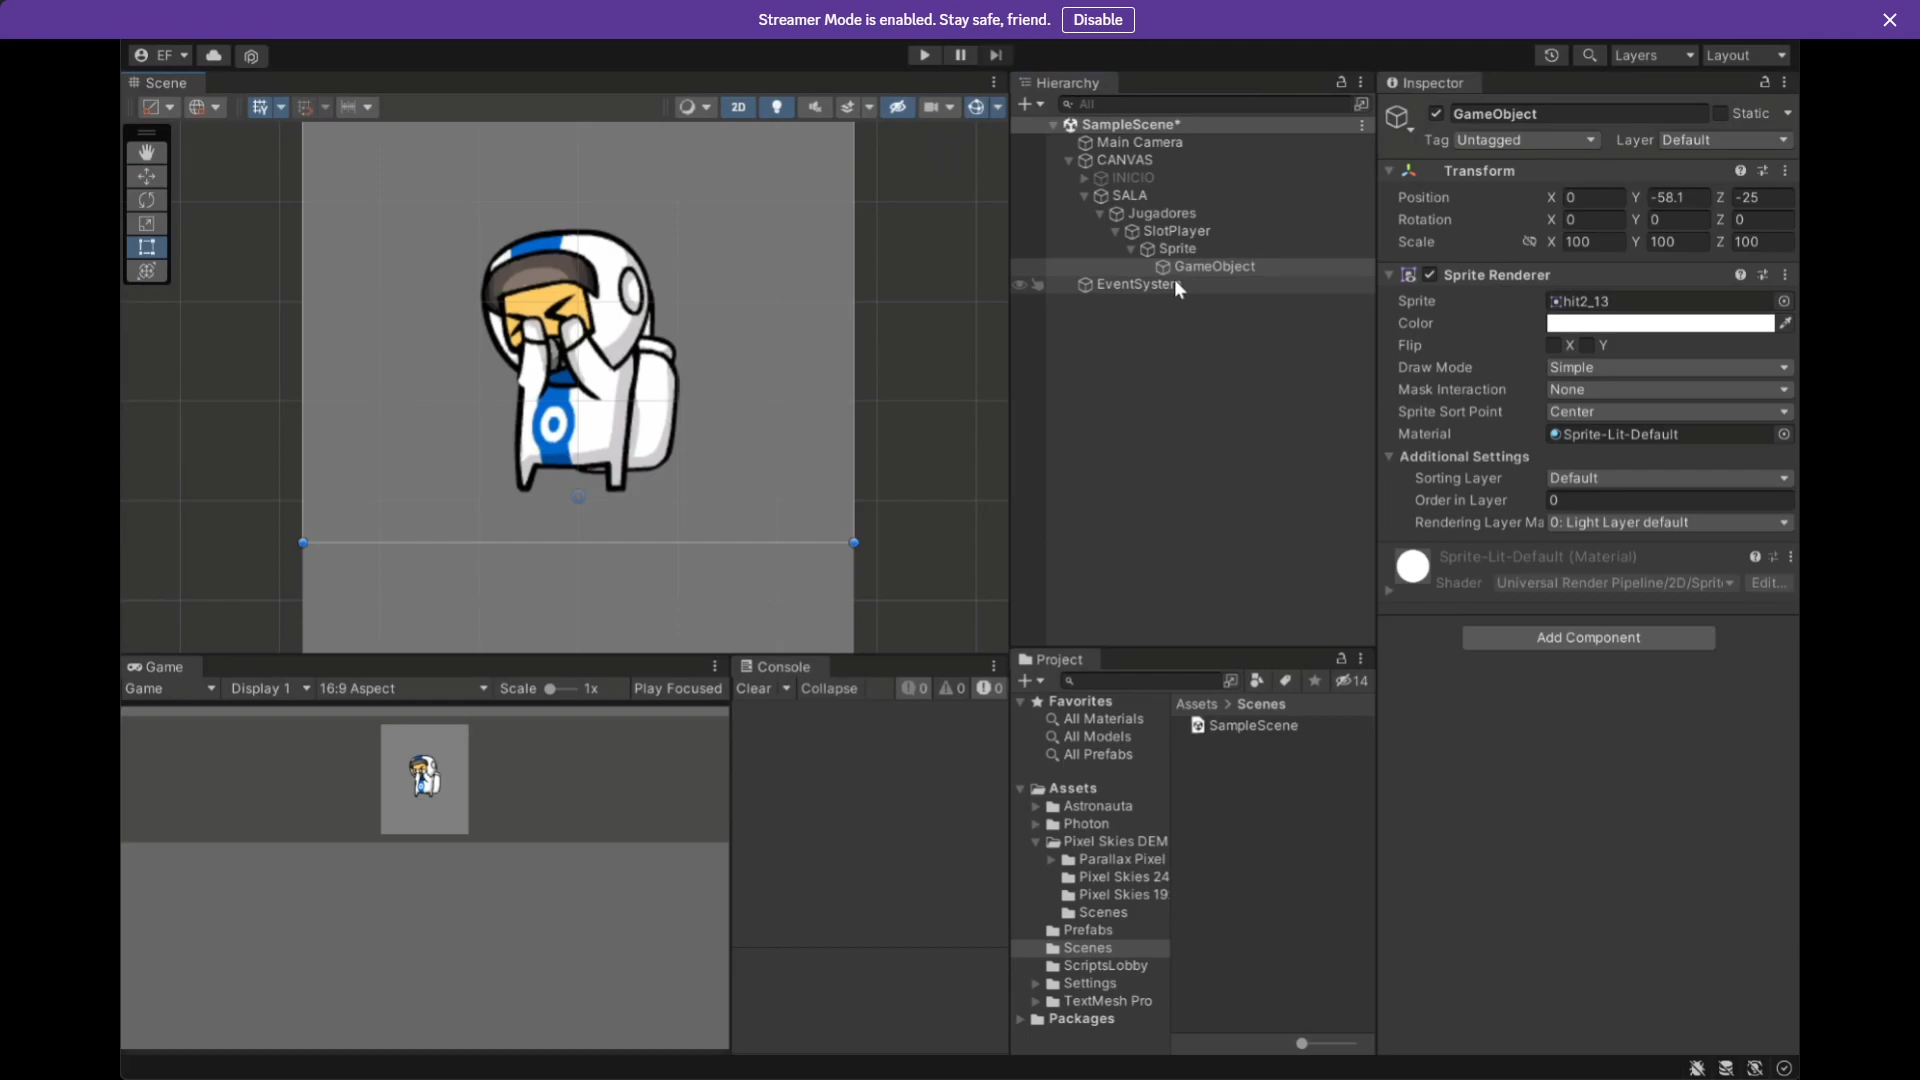 Streamer Mode is enabled. Stay safe, friend. Disable
EF
Layers
Layout
Scene
2D
Hierarchy
All
SampleScene*
Main Camera
CANVAS
INICIO
SALA
Jugadores
SlotPlayer
Sprite
GameObject
EventSystem
Inspector
GameObject
Static
Tag Untagged
Layer Default
Transform
Position X 0 Y -58.1 Z -25
Rotation X 0 Y 0 Z 0
Scale X 100 Y 100 Z 100
Sprite Renderer
Sprite hit2_13
Color
Flip X Y
Draw Mode Simple
Mask Interaction None
Sprite Sort Point Center
Material Sprite-Lit-Default
Additional Settings
Sorting Layer Default
Order in Layer 0
Rendering Layer Ma 0: Light Layer default
Sprite-Lit-Default (Material)
Shader Universal Render Pipeline/2D/Sprit Edit...
Add Component
Game
Game Display 1 16:9 Aspect Scale 1x Play Focused
Console
Clear Collapse 0 0 0
Project
14
Favorites
All Materials
All Models
All Prefabs
Assets
Astronauta
Photon
Pixel Skies DEM
Parallax Pixel
Pixel Skies 24
Pixel Skies 19
Scenes
Prefabs
Scenes
ScriptsLobby
Settings
TextMesh Pro
Packages
Assets > Scenes
SampleScene